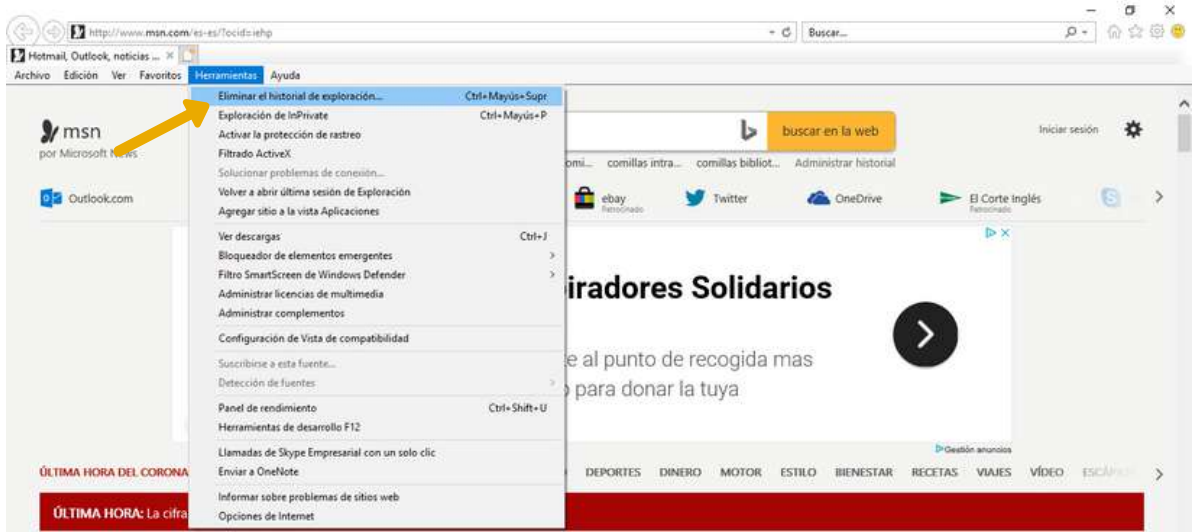 http://www.msn.com/es-es/?ocid=iehp
Buscar...
Hotmail, Outlook, noticias ...
Archivo Edición Ver Favoritos Herramientas Ayuda
Eliminar el historial de exploración... Ctrl+Mayús+Supr
Exploración de InPrivate Ctrl+Mayús+P
Activar la protección de rastreo
Filtrado ActiveX
Solucionar problemas de conexión...
Volver a abrir última sesión de Exploración
Agregar sitio a la vista Aplicaciones
Ver descargas Ctrl+J
Bloqueador de elementos emergentes
Filtro SmartScreen de Windows Defender
Administrar licencias de multimedia
Administrar complementos
Configuración de Vista de compatibilidad
Suscribirse a esta fuente...
Detección de fuentes
Panel de rendimiento Ctrl+Shift+U
Herramientas de desarrollo F12
Llamadas de Skype Empresarial con un solo clic
Enviar a OneNote
Informar sobre problemas de sitios web
Opciones de Internet
msn
por Microsoft News
buscar en la web
Iniciar sesión
comillas intra... comillas bibliot... Administrar historial
Outlook.com
ebay
Patrocinado
Twitter
OneDrive
El Corte Inglés
Patrocinado
iradores Solidarios
e al punto de recogida mas
para donar la tuya
Gestión anuncios
ÚLTIMA HORA DEL CORONA
DEPORTES DINERO MOTOR ESTILO BIENESTAR RECETAS VIAJES VÍDEO
ÚLTIMA HORA: La cifra